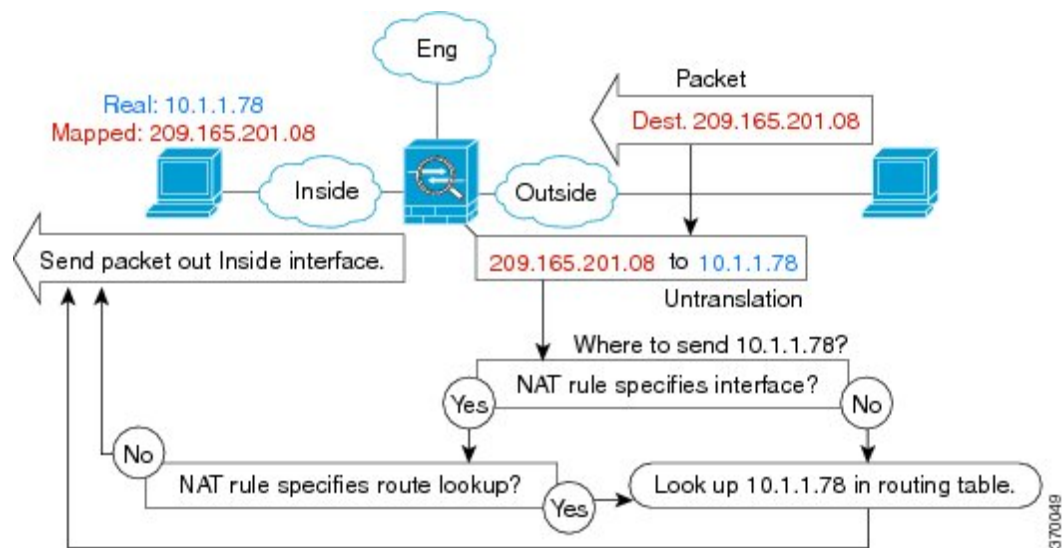 Eng
Packet
Real: 10.1.1.78
Mapped: 209.165.201.08
Dest. 209.165.201.08
Inside
Outside
Send packet out Inside interface.
209.165.201.08 to 10.1.1.78
Untranslation
Where to send 10.1.1.78?
NAT rule specifies interface?
Yes
No
No
NAT rule specifies route lookup?
Yes
Look up 10.1.1.78 in routing table.
370049